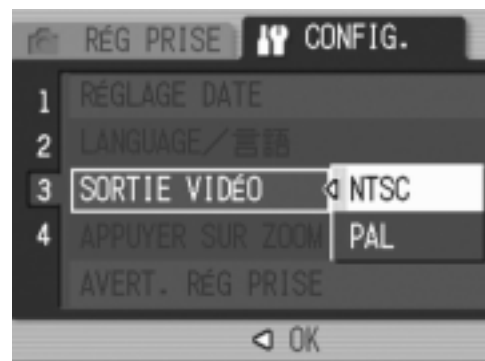 RÉG PRISE CONFIG.
1 RÉGLAGE DATE
2 LANGUAGE/言語
3 SORTIE VIDÉO NTSC
4 APPUYER SUR ZOOM PAL
AVERT. RÉG PRISE
OK